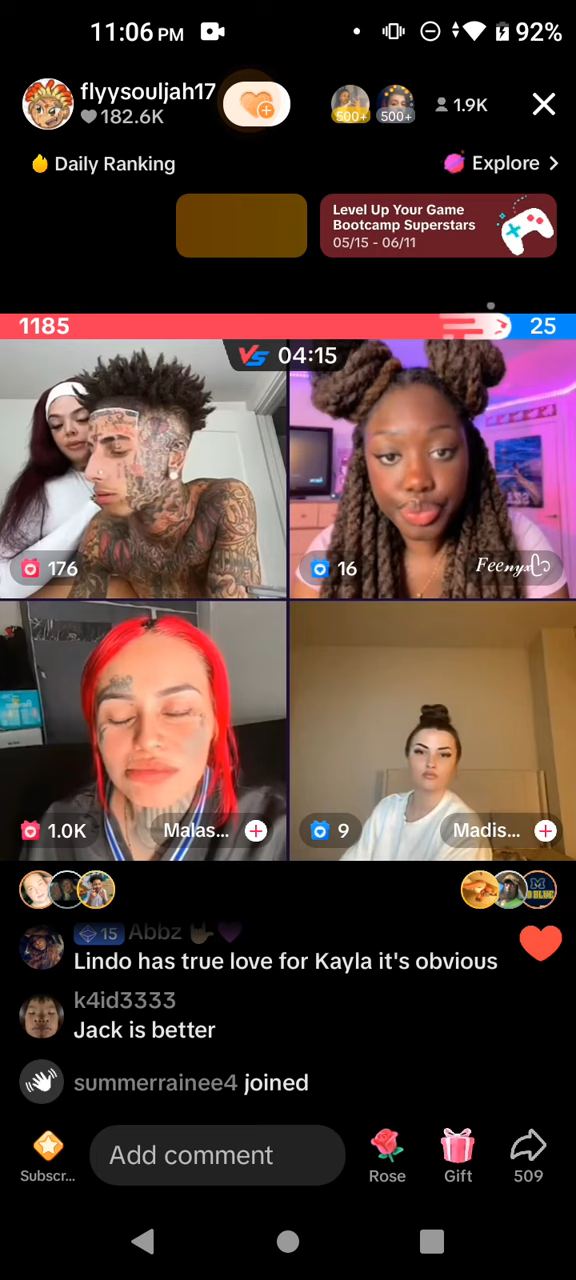 11:06 PM
92%
flyysouljah17
182.6K
500+
500+
1.9K
Daily Ranking
Explore
Level Up Your Game
Bootcamp Superstars
05/15 - 06/11
1185
25
VS 04:15
176
16
Feenyx
1.0K
Malas...
9
Madis...
15 Abbz
Lindo has true love for Kayla it's obvious
k4id3333
Jack is better
summerrainee4 joined
Subscr...
Add comment
Rose
Gift
509